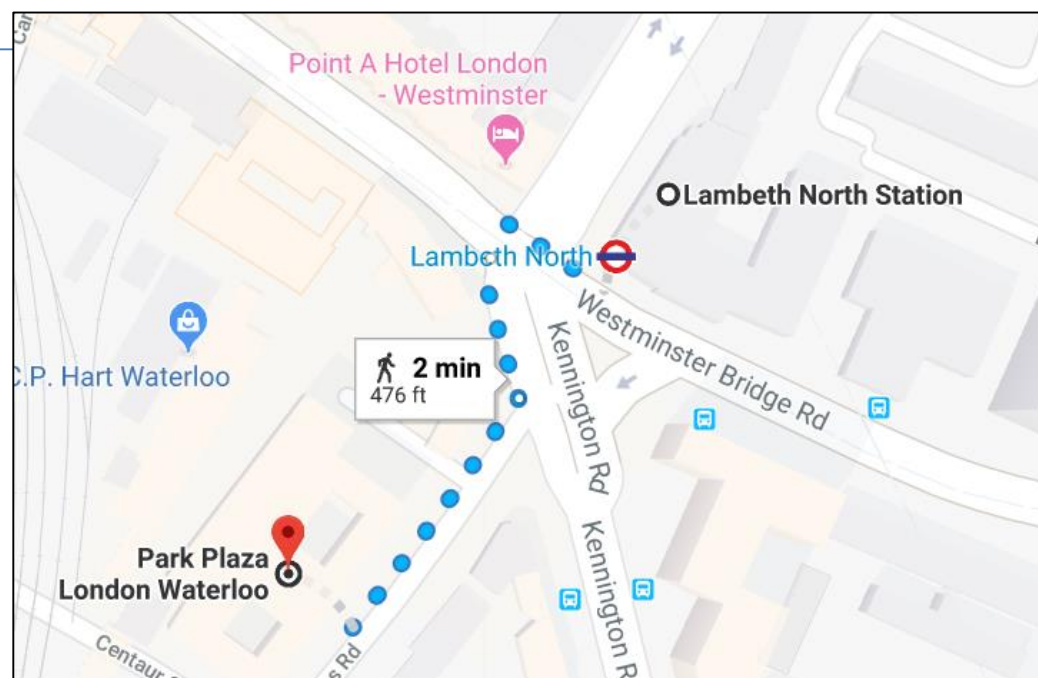 Point A Hotel London
- Westminster
Lambeth North Station
Lambeth North
Westminster Bridge Rd
C.P. Hart Waterloo
2 min
476 ft
Kennington Rd
Park Plaza
London Waterloo
Kennington R
Centaur
s Rd